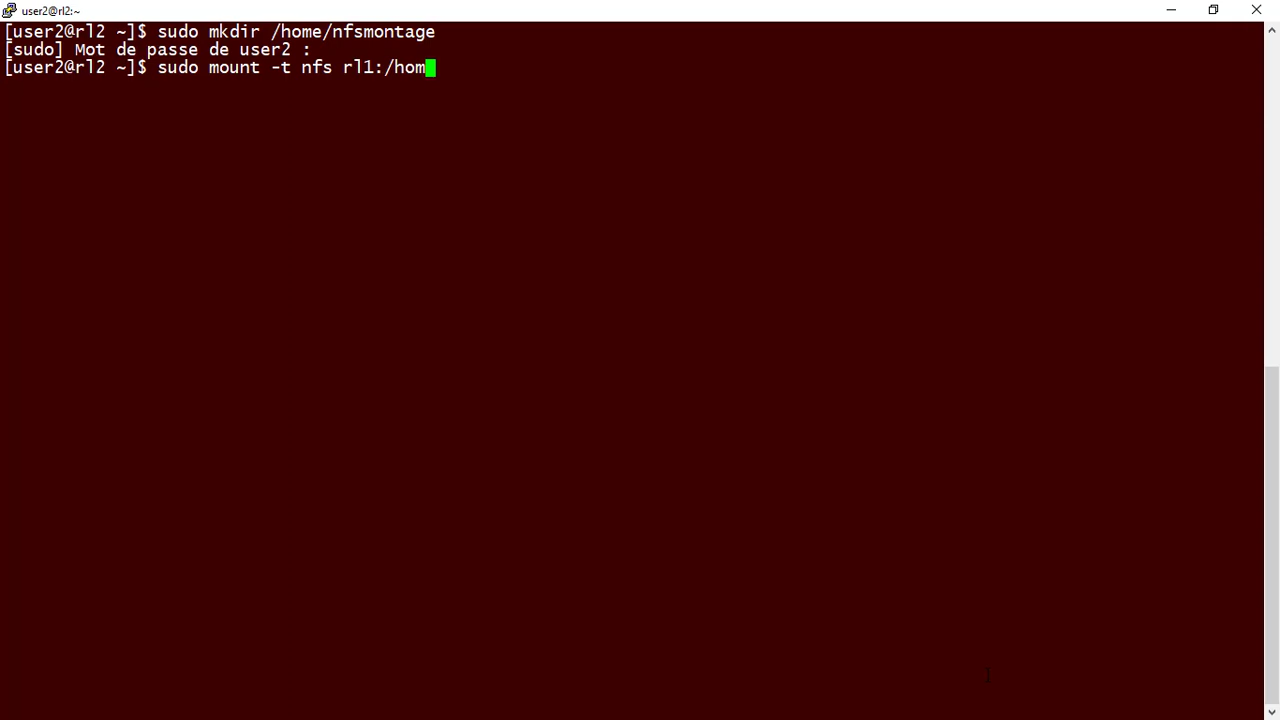 user2@rl2:~
[user2@rl2 ~]$ sudo mkdir /home/nfsmontage
[sudo] Mot de passe de user2 :
[user2@rl2 ~]$ sudo mount -t nfs rl1:/hom